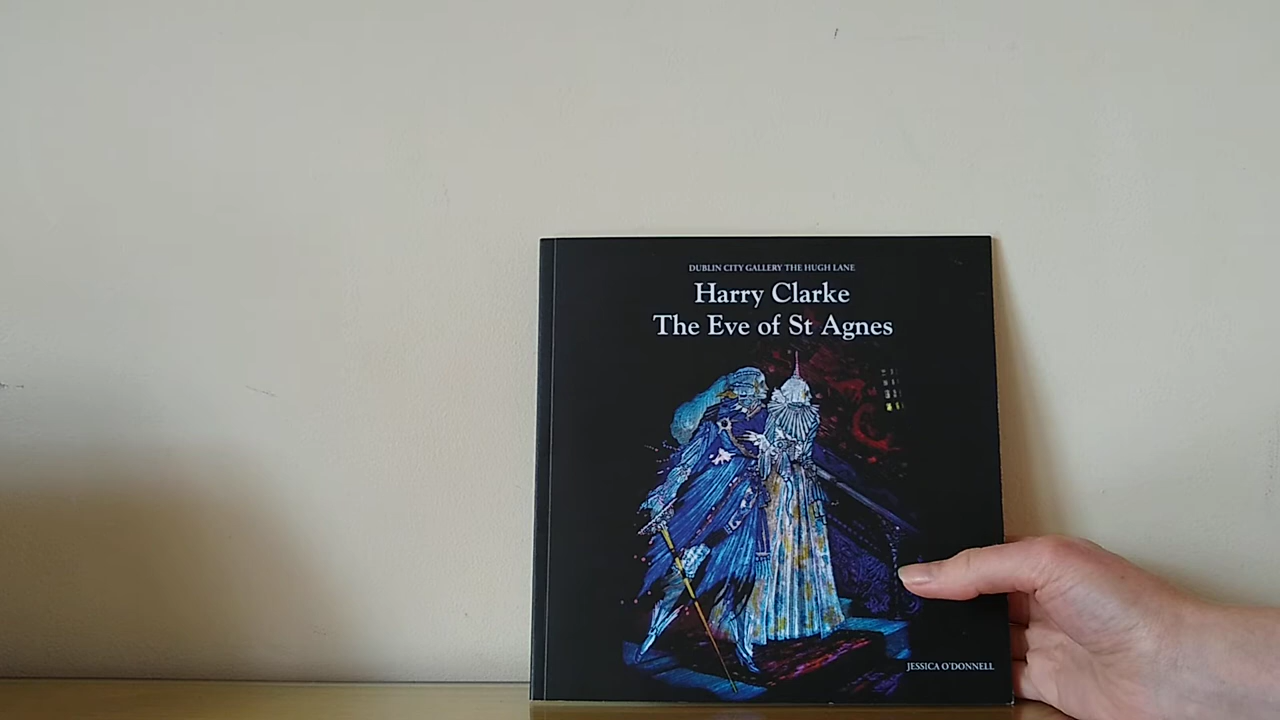 DUBLIN CITY GALLERY THE HUGH LANE
Harry Clarke
The Eve of St Agnes
JESSICA O'DONNELL